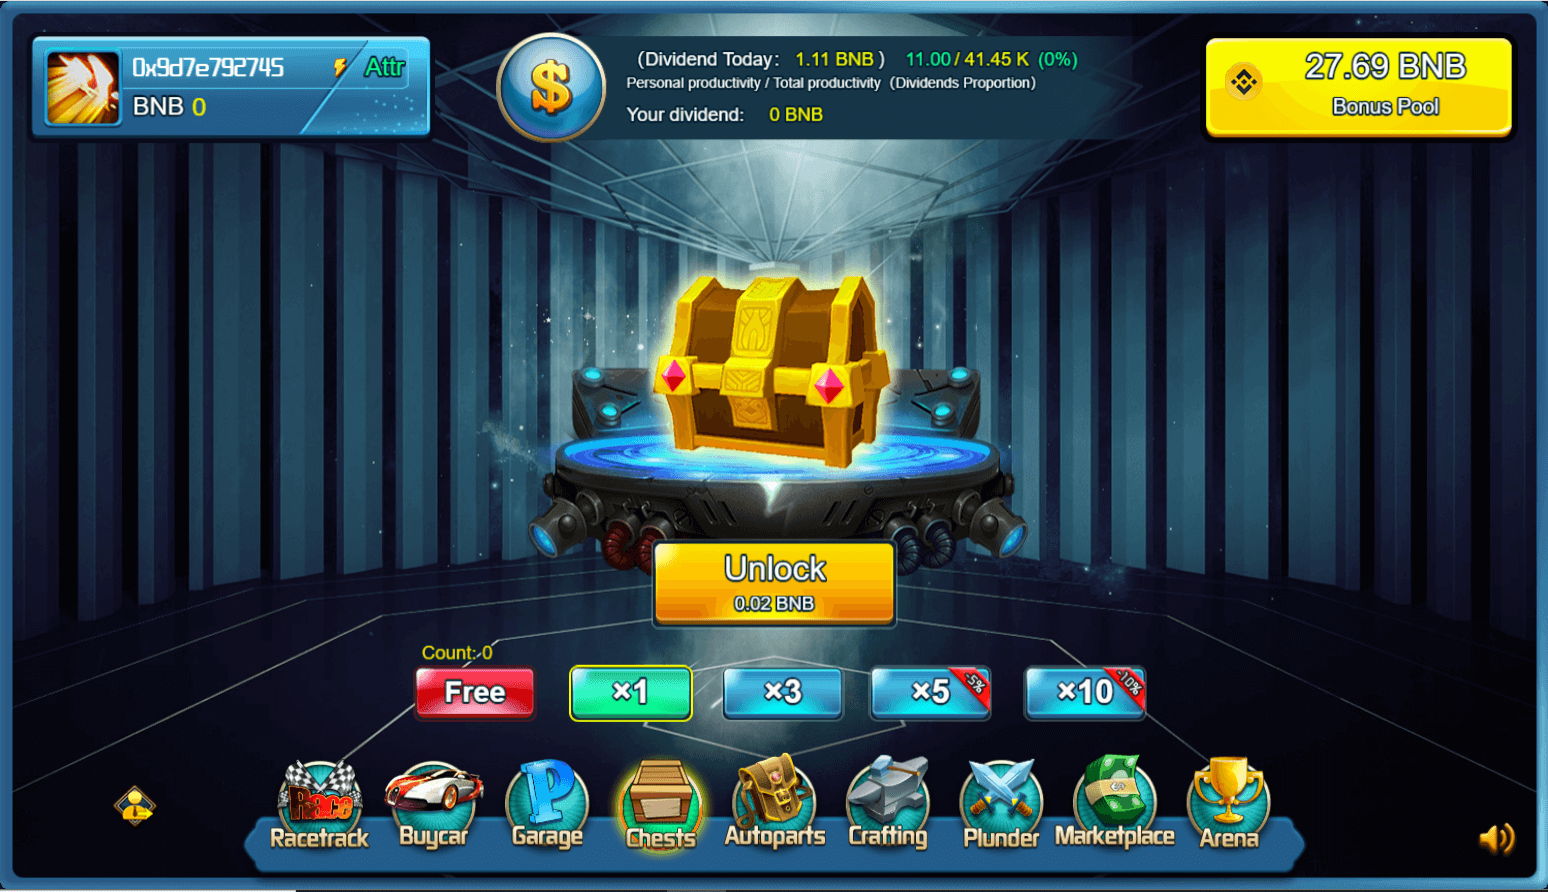 0x9d7e792745
Attr
BNB 0
$
(Dividend Today: 1.11 BNB ) 11.00 / 41.45 K (0%)
Personal productivity / Total productivity (Dividends Proportion)
Your dividend: 0 BNB
27.69 BNB
Bonus Pool
Unlock
0.02 BNB
Count: 0
Free
×1
×3
×5
-5%
×10
-10%
Race
P
Racetrack
Buycar
Garage
Chests
Autoparts
Crafting
Plunder
Marketplace
Arena